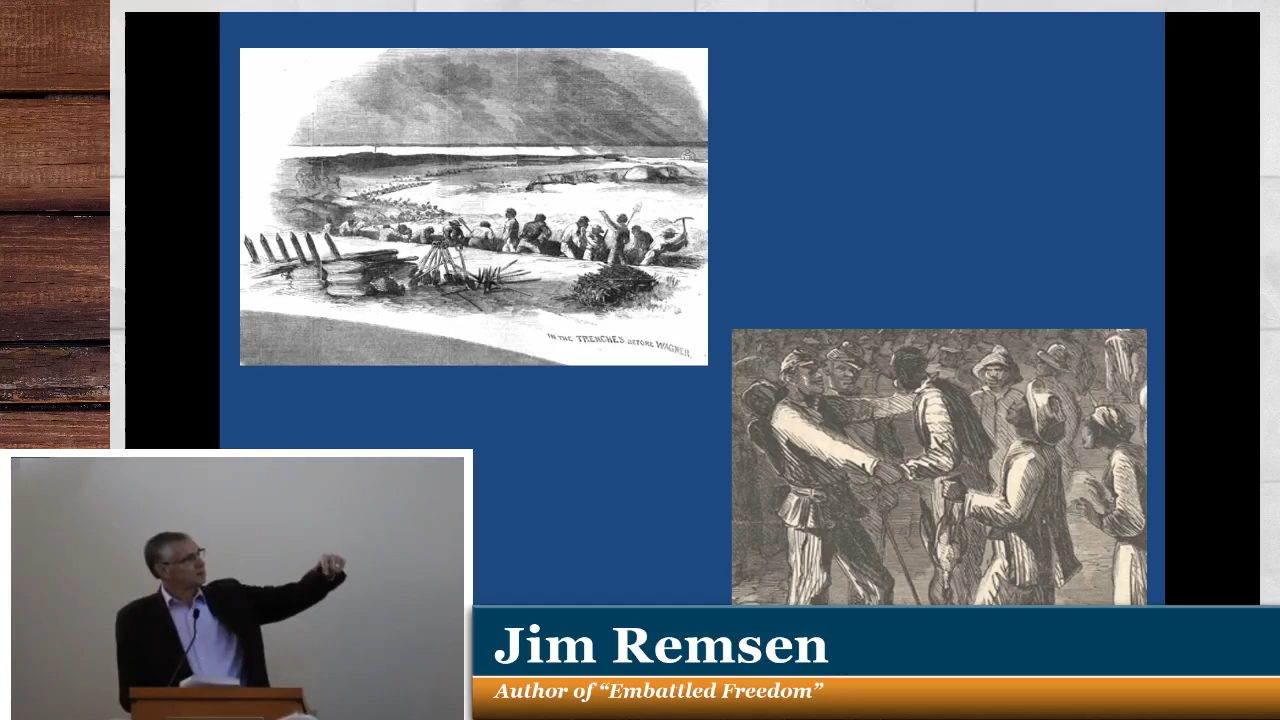 IN THE TRENCHES BEFORE WAGNER.
Jim Remsen
Author of “Embattled Freedom”